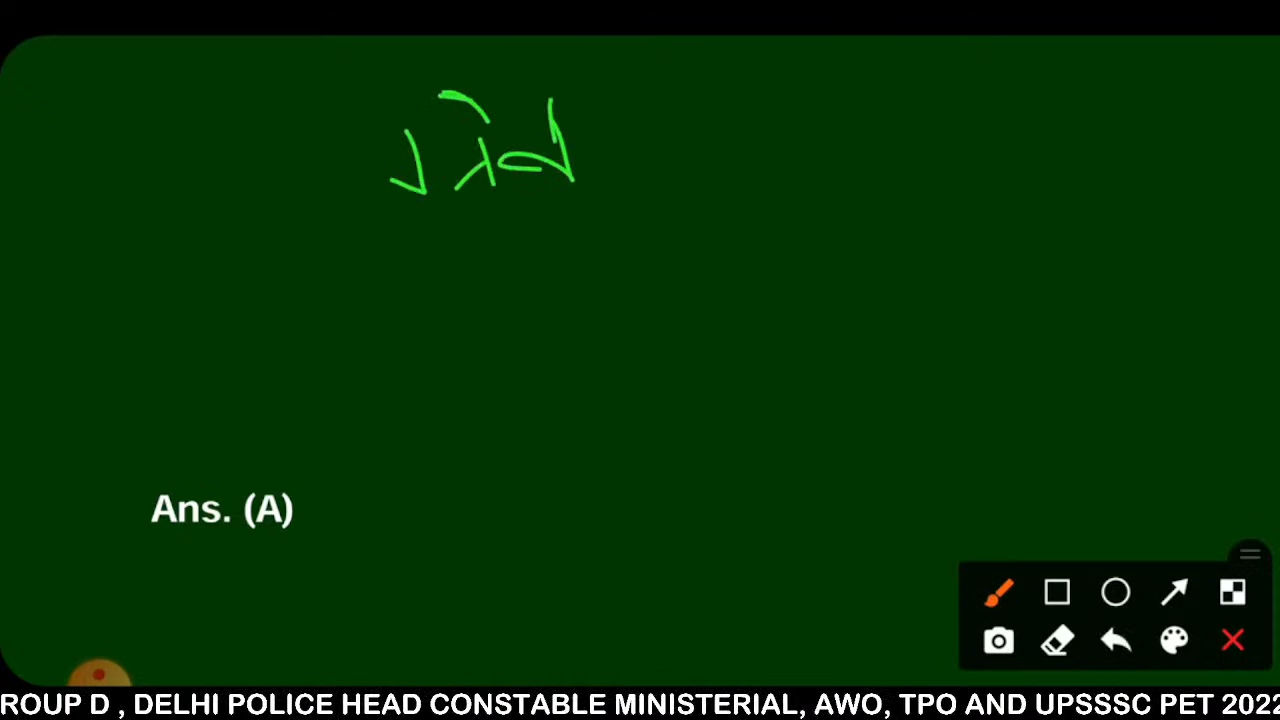 Ans. (A)
ROUP D , DELHI POLICE HEAD CONSTABLE MINISTERIAL, AWO, TPO AND UPSSSC PET 2022